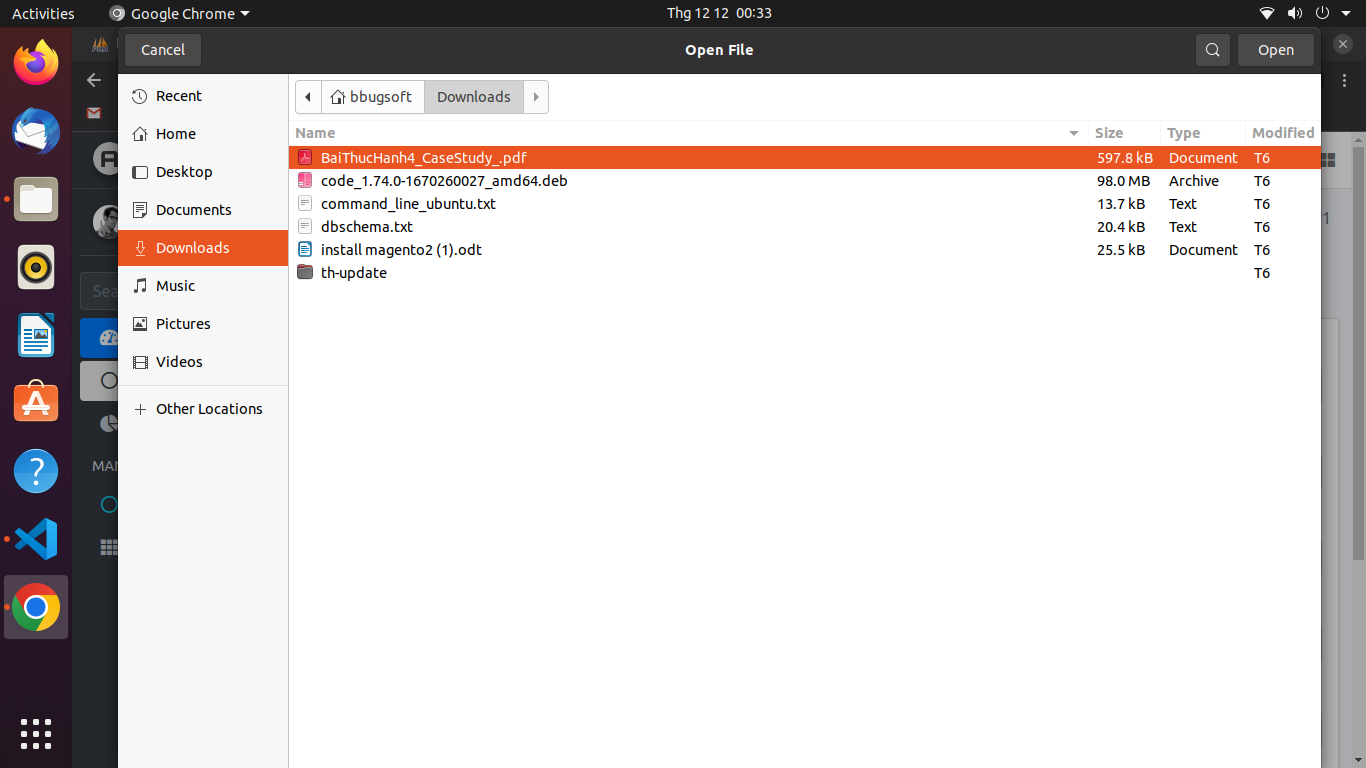 Activities Google Chrome Thg 12 12 00:33
Cancel Open File Open
Recent
Home
Desktop
Documents
Downloads
Music
Pictures
Videos
Other Locations
bbugsoft Downloads
Name Size Type Modified
BaiThucHanh4_CaseStudy_.pdf 597.8 kB Document T6
code_1.74.0-1670260027_amd64.deb 98.0 MB Archive T6
command_line_ubuntu.txt 13.7 kB Text T6
dbschema.txt 20.4 kB Text T6
install magento2 (1).odt 25.5 kB Document T6
th-update T6
Sea
MAN
1